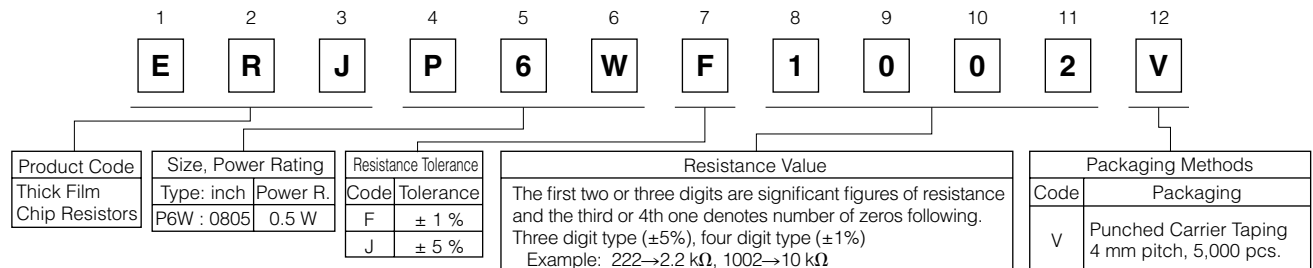 1 2 3 4 5 6 7 8 9 10 11 12
E R J P 6 W F 1 0 0 2 V
Product Code
Thick Film
Chip Resistors
Size, Power Rating
Type: inch Power R.
P6W : 0805 0.5 W
Resistance Tolerance
Code Tolerance
F ± 1 %
J ± 5 %
Resistance Value
The first two or three digits are significant figures of resistance
and the third or 4th one denotes number of zeros following.
Three digit type (±5%), four digit type (±1%)
Example: 222→2.2 kΩ, 1002→10 kΩ
Packaging Methods
Code Packaging
V Punched Carrier Taping
4 mm pitch, 5,000 pcs.